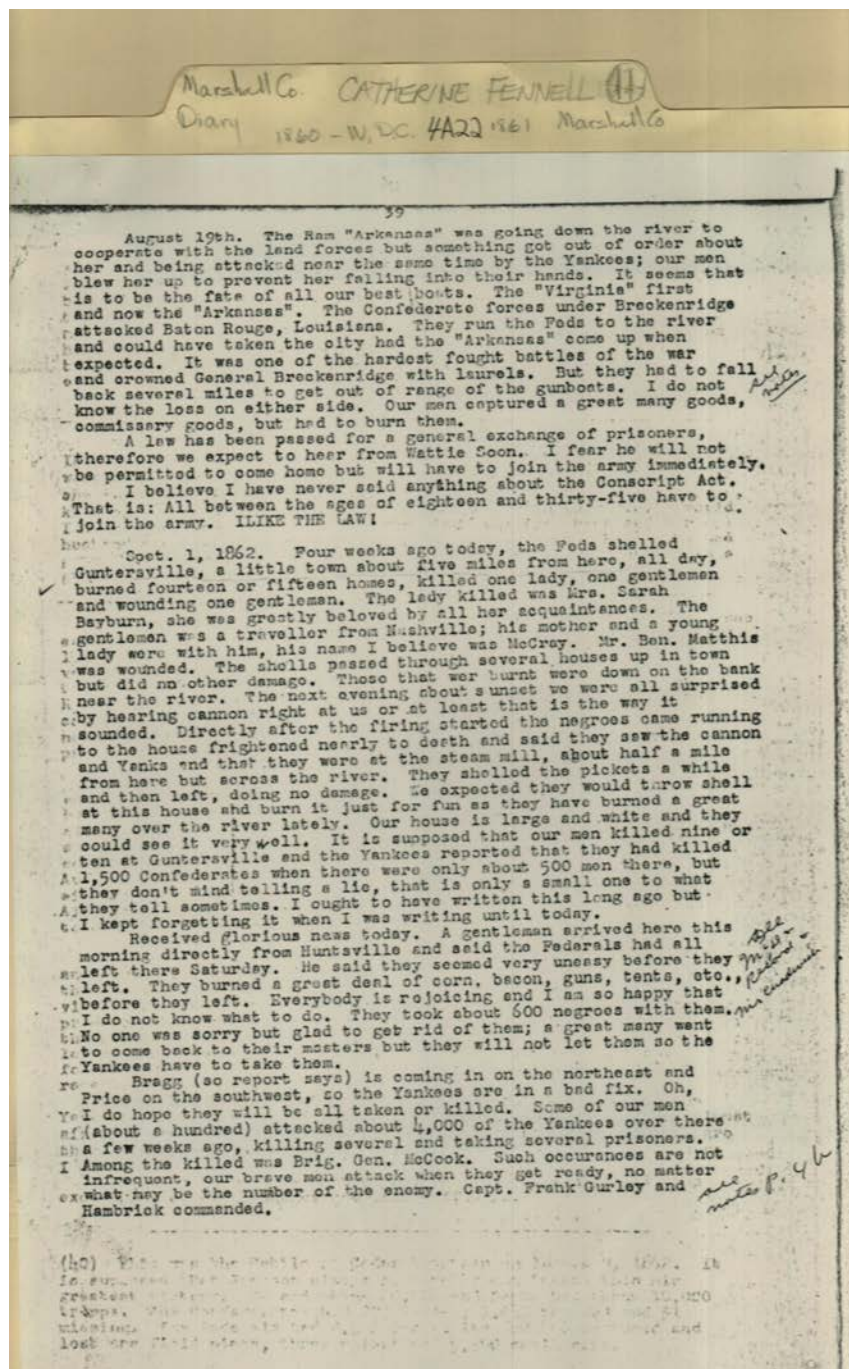 Marshall Co. CATHERINE FENNELL 11
Diary 1860 - W, D.C. 4A22 1861 Marshall Co
39
August 19th. The Ram "Arkansas" was going down the river to
cooperate with the land forces but something got out of order about
her and being attacked near the same time by the Yankees; our men
blew her up to prevent her falling into their hands. It seems that
is to be the fate of all our best boats. The "Virginia" first
and now the "Arkansas". The Confederate forces under Breckenridge
attacked Baton Rouge, Louisiana. They run the Feds to the river
and could have taken the city had the "Arkansas" come up when
expected. It was one of the hardest fought battles of the war
and crowned General Breckenridge with laurels. But they had to fall
back several miles to get out of range of the gunboats. I do not
know the loss on either side. Our men captured a great many goods,
commissary goods, but had to burn them.
see
notes
A law has been passed for a general exchange of prisoners,
therefore we expect to hear from Wattie Soon. I fear he will not
be permitted to come home but will have to join the army immediately.
I believe I have never said anything about the Conscript Act.
That is: All between the ages of eighteen and thirty-five have to
join the army. ILIKE THE LAW!
Spet. 1, 1862. Four weeks ago today, the Feds shelled
Guntersville, a little town about five miles from here, all day,
burned fourteen or fifteen homes, killed one lady, one gentleman
and wounding one gentleman. The lady killed was Mrs. Sarah
Bayburn, she was greatly beloved by all her acquaintances. The
gentleman was a traveller from Nashville; his mother and a young
lady were with him, his name I believe was McCray. Mr. Ben. Matthis
was wounded. The shells passed through several houses up in town
but did no other damage. Those that wer burnt were down on the bank
near the river. The next evening about sunset we were all surprised
by hearing cannon right at us or at least that is the way it
sounded. Directly after the firing started the negroes came running
to the house frightened nearly to death and said they saw the cannon
and Yanks and that they were at the steam mill, about half a mile
from here but across the river. They shelled the pickets a while
and then left, doing no damage. We expected they would throw shell
at this house ahd burn it just for fun as they have burned a great
many over the river lately. Our house is large and white and they
could see it very well. It is supposed that our men killed nine or
ten at Guntersville and the Yankees reported that they had killed
1,500 Confederates when there were only about 500 men there, but
they don't mind telling a lie, that is only a small one to what
they tell sometimes. I ought to have written this long ago but
I kept forgetting it when I was writing until today.
Received glorious news today. A gentleman arrived here this
morning directly from Huntsville and said the Federals had all
left there Saturday. He said they seemed very uneasy before they
left. They burned a great deal of corn, bacon, guns, tents, etc.,
before they left. Everybody is rejoicing and I am so happy that
I do not know what to do. They took about 600 negroes with them.
No one was sorry but glad to get rid of them; a great many want
to come back to their masters but they will not let them so the
Yankees have to take them.
See
Bragg (so report says) is coming in on the northeast and
Price on the southwest, so the Yankees are in a bad fix. Oh,
I do hope they will be all taken or killed. Some of our men
(about a hundred) attacked about 4,000 of the Yankees over there
a few weeks ago, killing several and taking several prisoners.
Among the killed was Brig. Gen. McCook. Such occurances are not
infrequent, our brave men attack when they get ready, no matter
what may be the number of the enemy. Capt. Frank Gurley and
Hambrick commanded.
see
notes p. 46